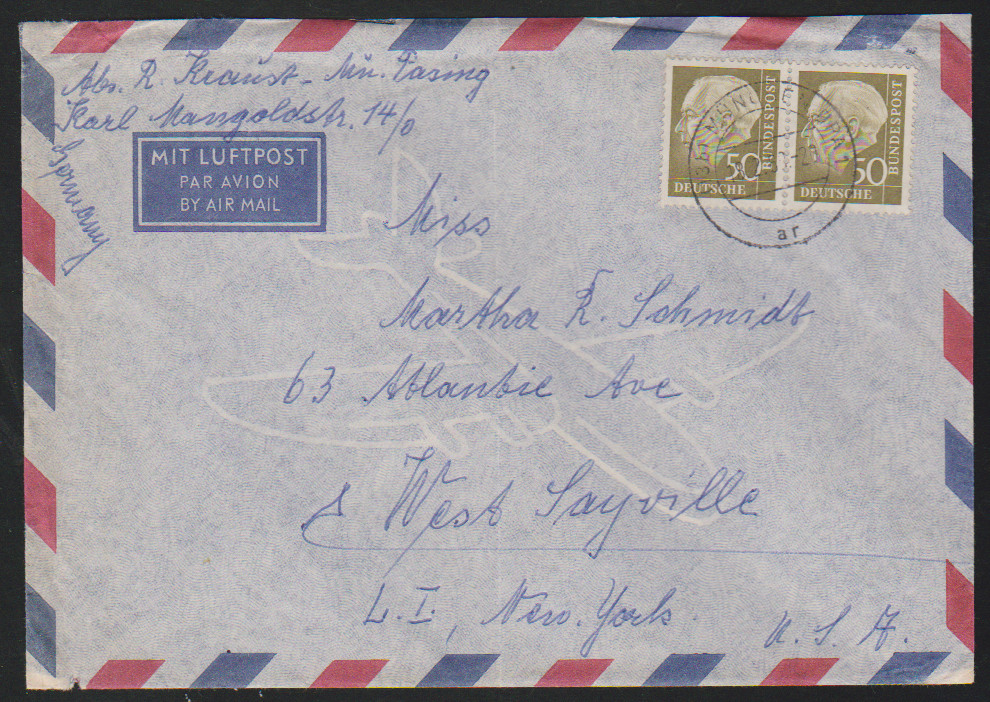 Abs. R. Kraust - Mü. Pasing
Karl Mangoldstr. 14/0
Germany
MIT LUFTPOST
PAR AVION
BY AIR MAIL
50
DEUTSCHE
BUNDESPOST
50
DEUTSCHE
BUNDESPOST
ar
Miss
Martha R. Schmidt
63 Atlantic Ave
West Sayville
L.I., New-York
U.S.A.